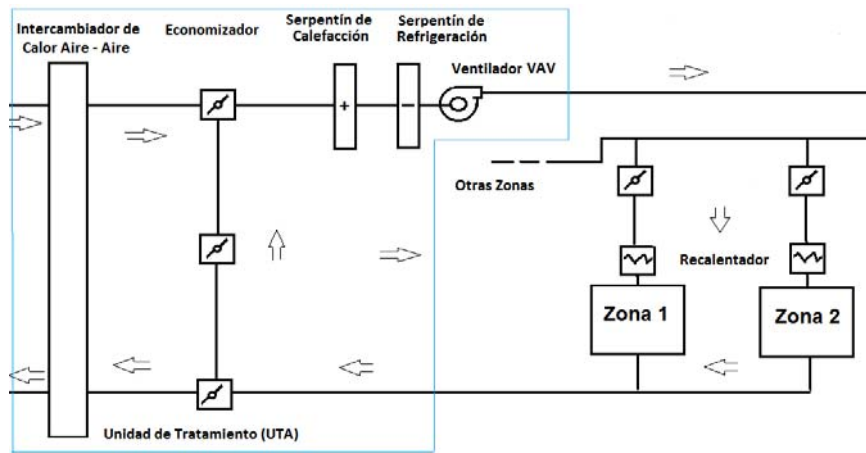 Intercambiador de
Calor Aire - Aire
Economizador
Serpentín de
Calefacción
Serpentín de
Refrigeración
Ventilador VAV
+
−
Otras Zonas
Recalentador
Zona 1
Zona 2
Unidad de Tratamiento (UTA)